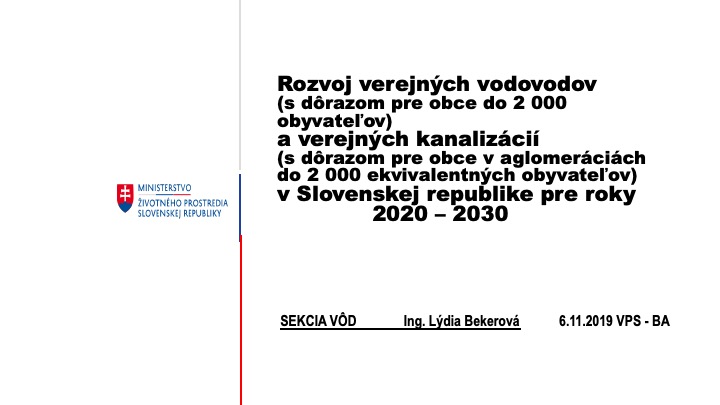 Rozvoj verejných vodovodov
(s dôrazom pre obce do 2 000
obyvateľov)
a verejných kanalizácií
(s dôrazom pre obce v aglomeráciách
do 2 000 ekvivalentných obyvateľov)
v Slovenskej republike pre roky
2020 – 2030
MINISTERSTVO
ŽIVOTNÉHO PROSTREDIA
SLOVENSKEJ REPUBLIKY
SEKCIA VÔD Ing. Lýdia Bekerová 6.11.2019 VPS - BA